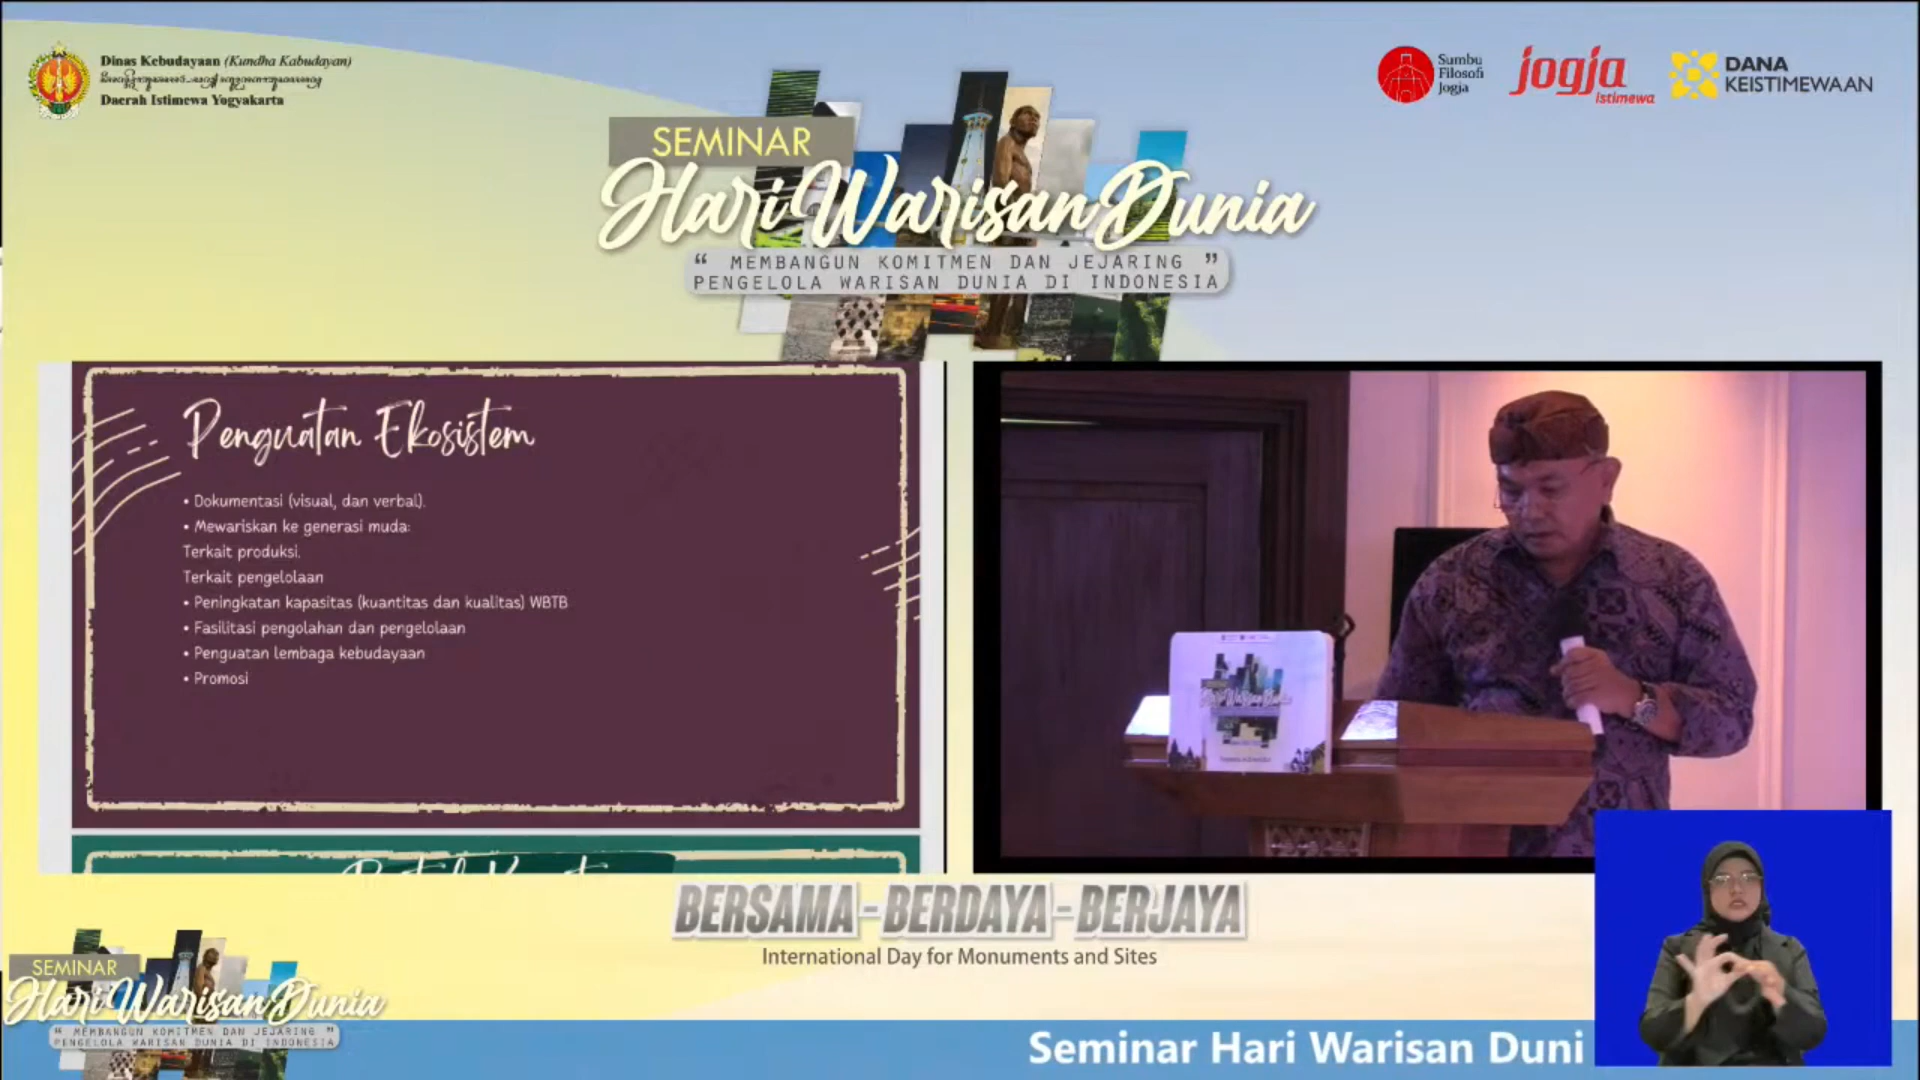 Dinas Kebudayaan (Kundha Kabudayan)
Daerah Istimewa Yogyakarta
Sumbu
Filosofi
Jogja
jogja
istimewa
DANA
KEISTIMEWAAN
SEMINAR
Hari Warisan Dunia
“ MEMBANGUN KOMITMEN DAN JEJARING ”
PENGELOLA WARISAN DUNIA DI INDONESIA
Penguatan Ekosistem
• Dokumentasi (visual, dan verbal).
• Mewariskan ke generasi muda:
Terkait produksi.
Terkait pengelolaan
• Peningkatan kapasitas (kuantitas dan kualitas) WBTB
• Fasilitasi pengolahan dan pengelolaan
• Penguatan lembaga kebudayaan
• Promosi
Hari Warisan Dunia
BERSAMA - BERDAYA - BERJAYA
International Day for Monuments and Sites
SEMINAR
Hari Warisan Dunia
" MEMBANGUN KOMITMEN DAN JEJARING "
PENGELOLA WARISAN DUNIA DI INDONESIA
Seminar Hari Warisan Duni